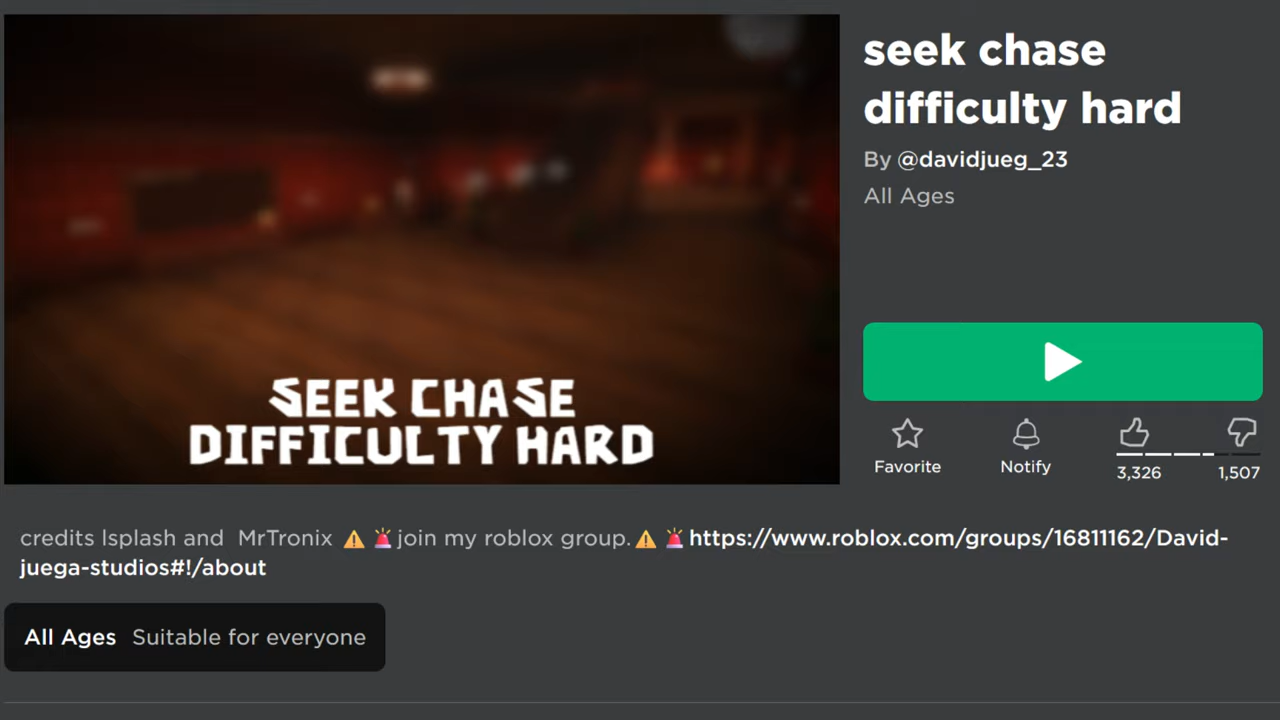 seek chase
difficulty hard
By @davidjueg_23
All Ages
SEEK CHASE
DIFFICULTY HARD
Favorite
Notify
3,326
1,507
credits lsplash and MrTronix ⚠️ 🚨join my roblox group.⚠️ 🚨https://www.roblox.com/groups/16811162/David-
juega-studios#!/about
All Ages Suitable for everyone